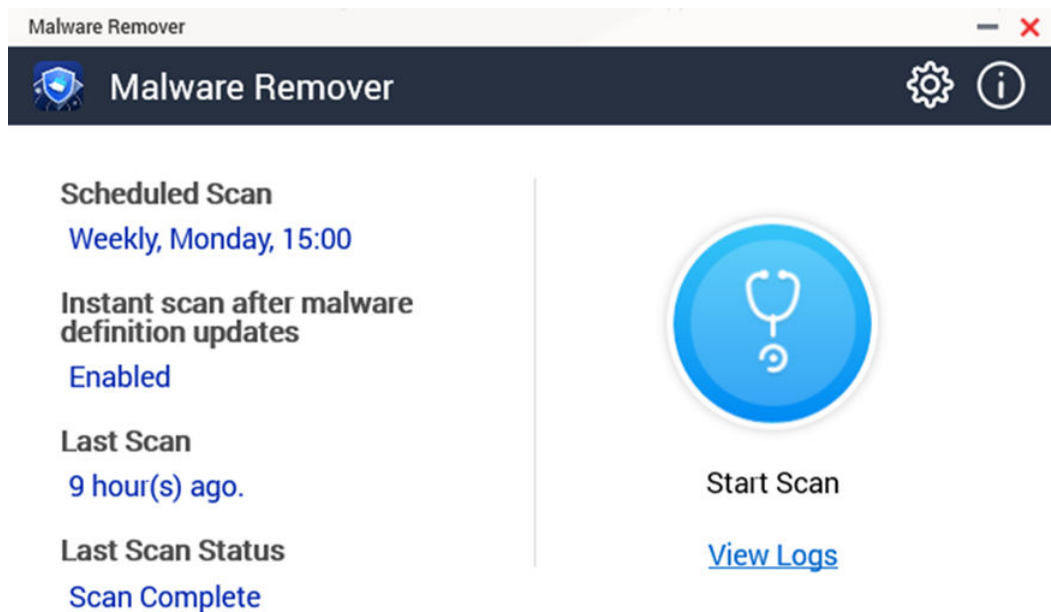 Malware Remover
Malware Remover
Scheduled Scan
Weekly, Monday, 15:00
Instant scan after malware
definition updates
Enabled
Last Scan
9 hour(s) ago.
Last Scan Status
Scan Complete
Start Scan
View Logs